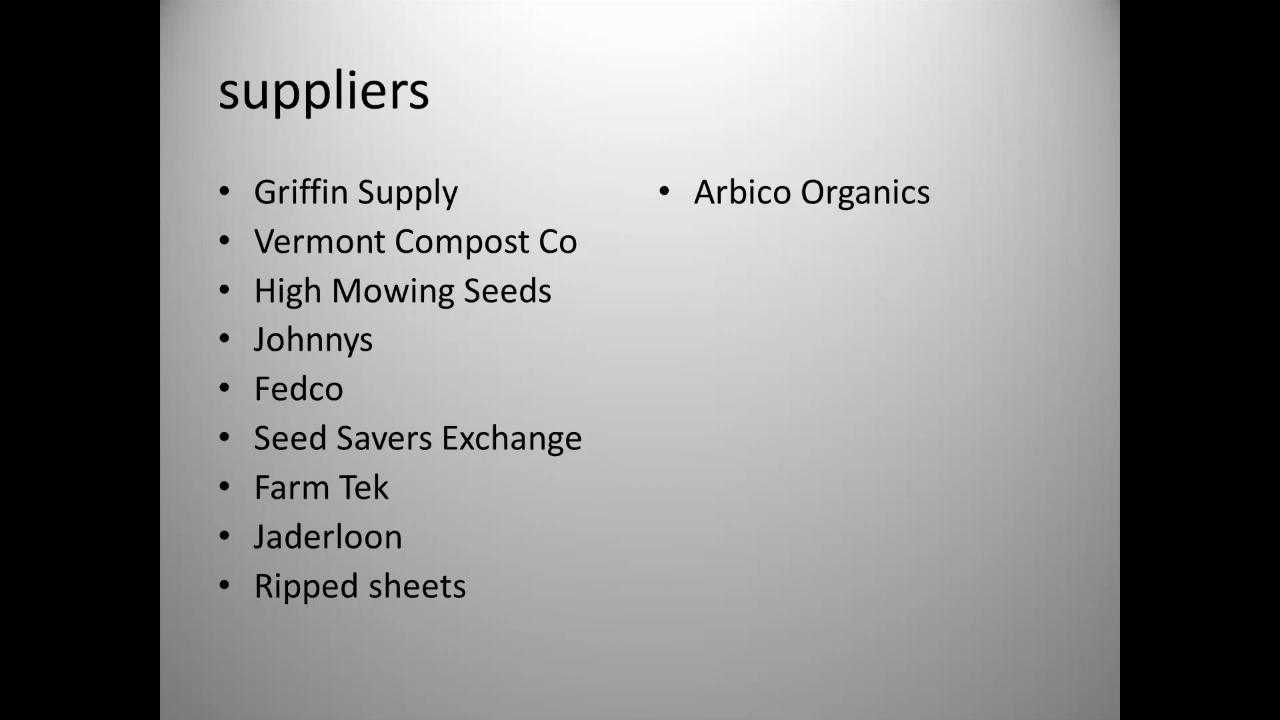 suppliers
• Griffin Supply
• Vermont Compost Co
• High Mowing Seeds
• Johnnys
• Fedco
• Seed Savers Exchange
• Farm Tek
• Jaderloon
• Ripped sheets
• Arbico Organics